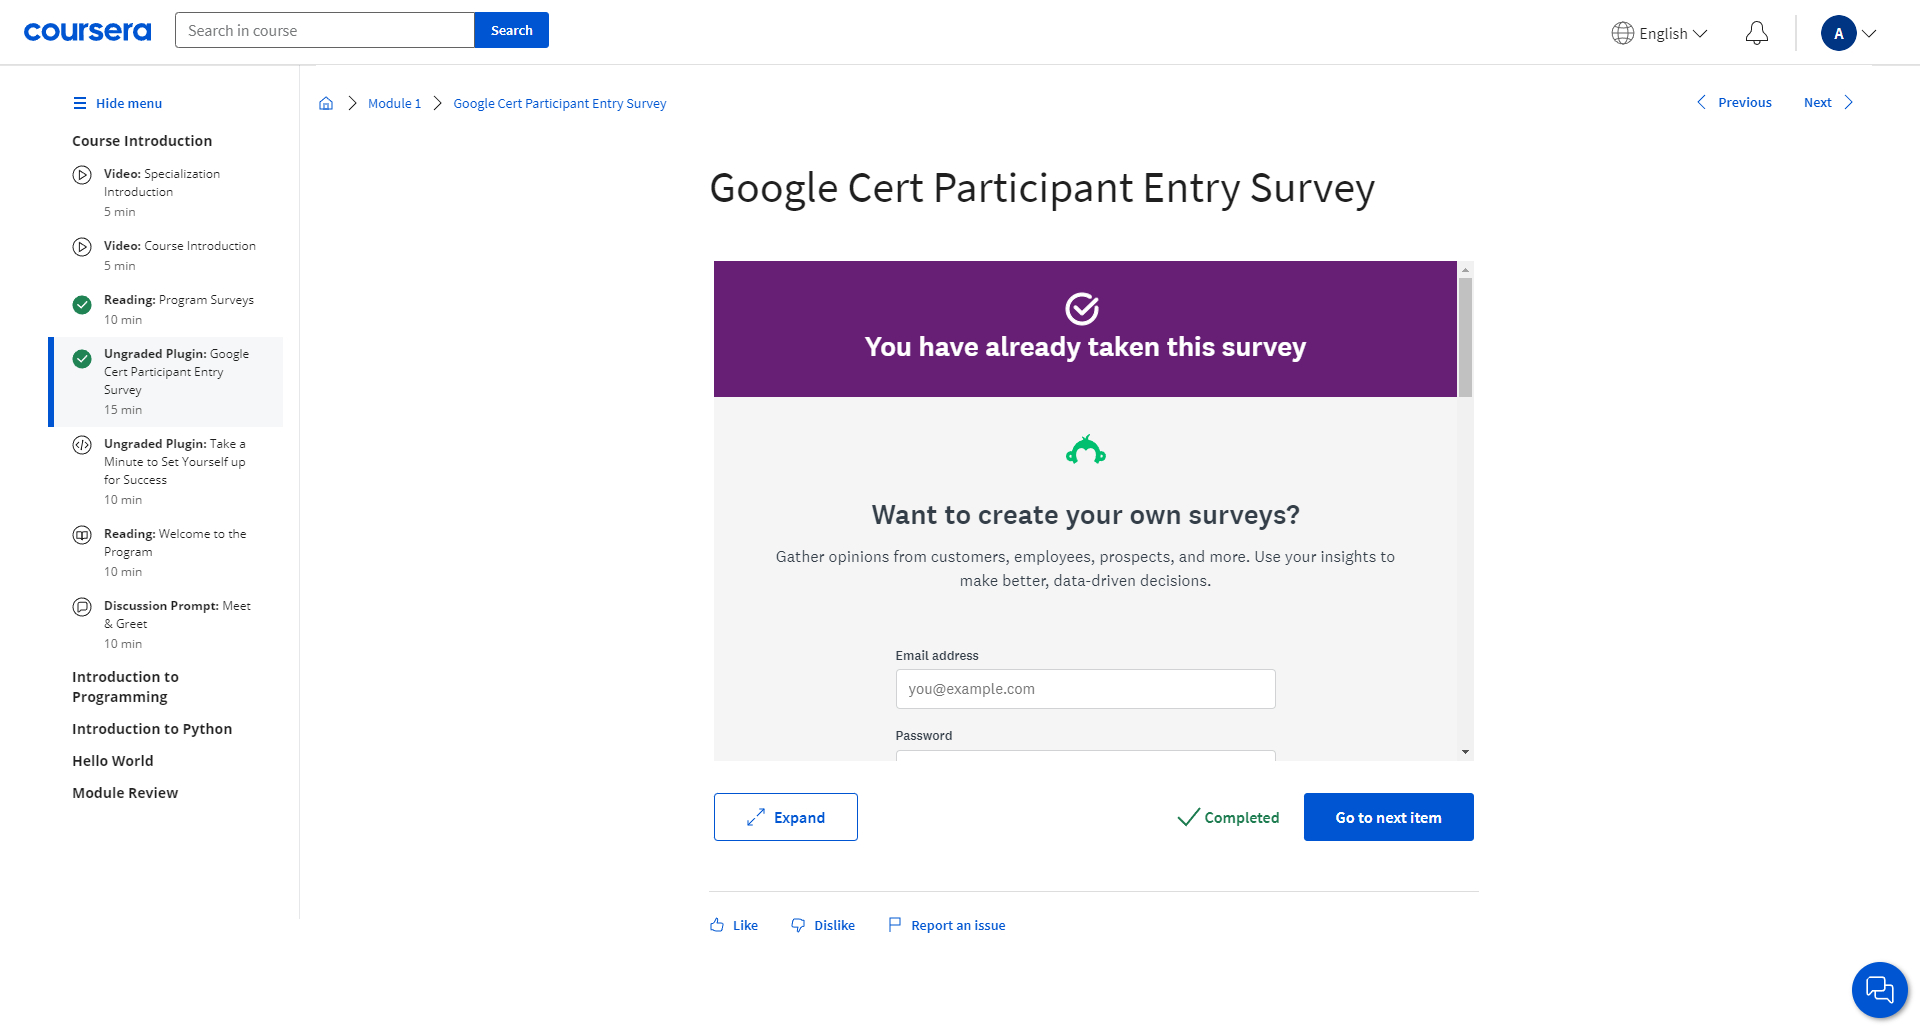 coursera
Search in course
Search
English
A
Hide menu
Course Introduction
Video: Specialization
Introduction
5 min
Video: Course Introduction
5 min
Reading: Program Surveys
10 min
Ungraded Plugin: Google
Cert Participant Entry
Survey
15 min
Ungraded Plugin: Take a
Minute to Set Yourself up
for Success
10 min
Reading: Welcome to the
Program
10 min
Discussion Prompt: Meet
& Greet
10 min
Introduction to
Programming
Introduction to Python
Hello World
Module Review
Module 1
Google Cert Participant Entry Survey
Previous
Next
Google Cert Participant Entry Survey
You have already taken this survey
Want to create your own surveys?
Gather opinions from customers, employees, prospects, and more. Use your insights to
make better, data-driven decisions.
Email address
you@example.com
Password
Expand
Completed
Go to next item
Like
Dislike
Report an issue